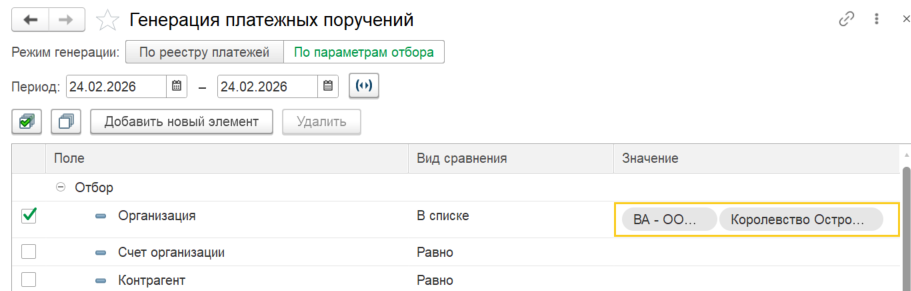 Генерация платежных поручений
Режим генерации: По реестру платежей По параметрам отбора
Период: 24.02.2026 – 24.02.2026
Добавить новый элемент Удалить
Поле Вид сравнения Значение
Отбор
Организация В списке ВА - ОО... Королевство Остро...
Счет организации Равно
Контрагент Равно